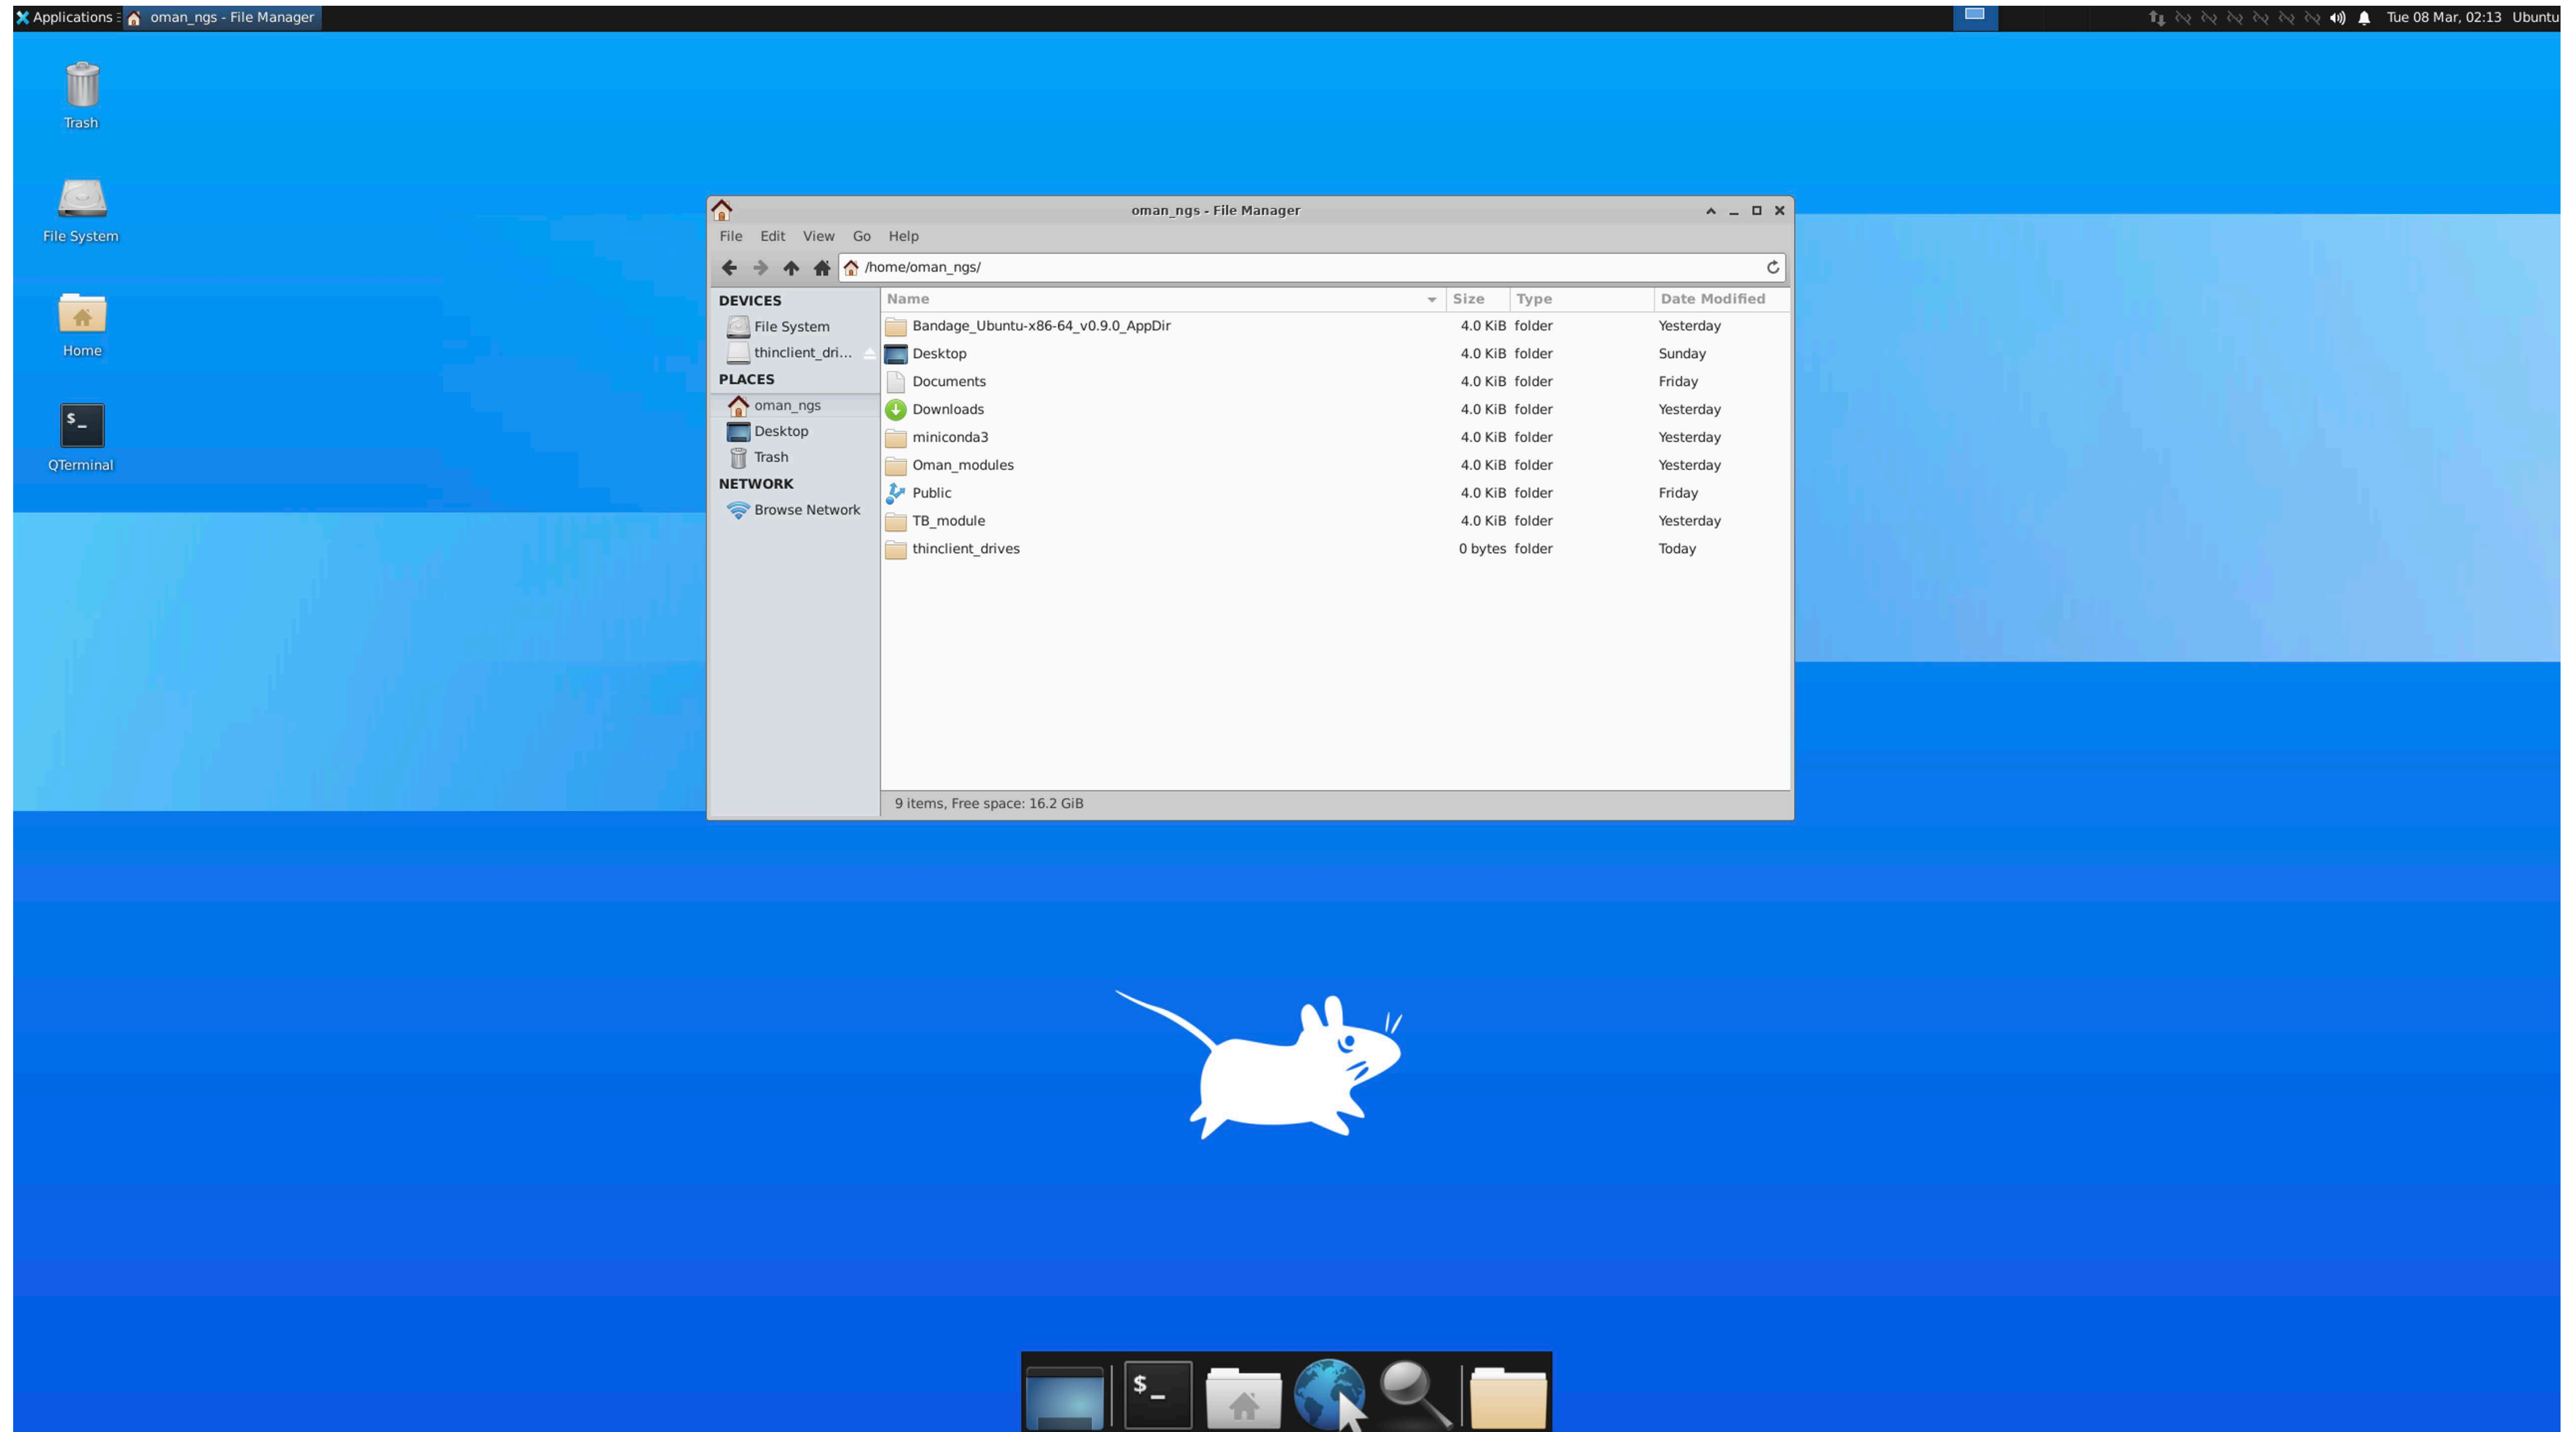 Applications oman_ngs - File Manager Tue 08 Mar, 02:13 Ubuntu
Trash
File System
Home
$_
QTerminal
oman_ngs - File Manager
File Edit View Go Help
/home/oman_ngs/
DEVICES
File System
thinclient_dri...
PLACES
oman_ngs
Desktop
Trash
NETWORK
Browse Network
Name Size Type Date Modified
Bandage_Ubuntu-x86-64_v0.9.0_AppDir 4.0 KiB folder Yesterday
Desktop 4.0 KiB folder Sunday
Documents 4.0 KiB folder Friday
Downloads 4.0 KiB folder Yesterday
miniconda3 4.0 KiB folder Yesterday
Oman_modules 4.0 KiB folder Yesterday
Public 4.0 KiB folder Friday
TB_module 4.0 KiB folder Yesterday
thinclient_drives 0 bytes folder Today
9 items, Free space: 16.2 GiB
$_